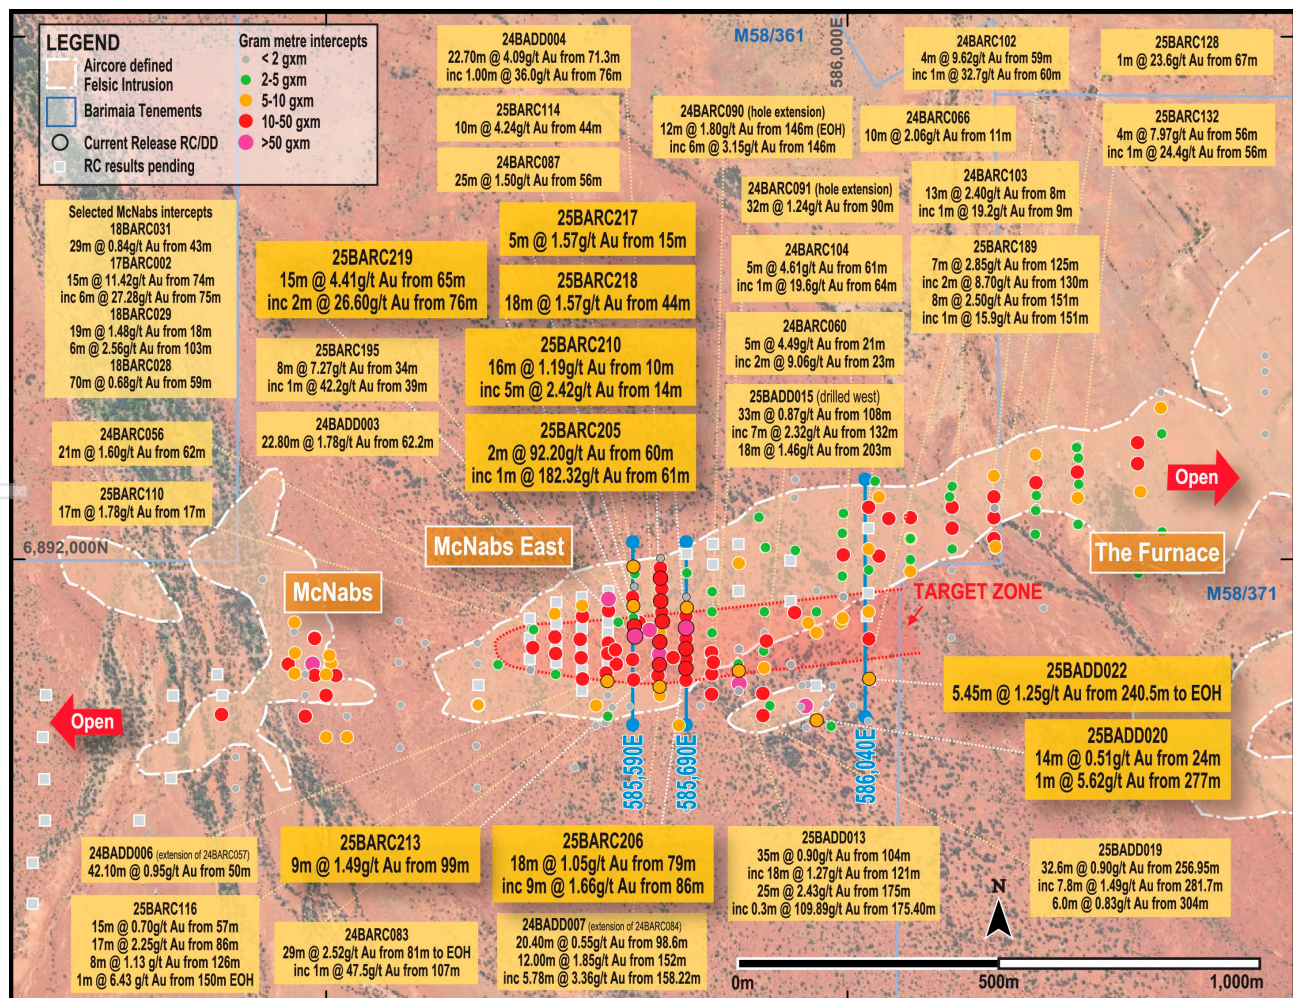 LEGEND
Aircore defined
Felsic Intrusion
Barimaia Tenements
Current Release RC/DD
RC results pending
Gram metre intercepts
< 2 gxm
2-5 gxm
5-10 gxm
10-50 gxm
>50 gxm
24BADD004
22.70m @ 4.09g/t Au from 71.3m
inc 1.00m @ 36.0g/t Au from 76m
25BARC114
10m @ 4.24g/t Au from 44m
24BARC087
25m @ 1.50g/t Au from 56m
M58/361
586,000E
24BARC090 (hole extension)
12m @ 1.80g/t Au from 146m (EOH)
inc 6m @ 3.15g/t Au from 146m
24BARC102
4m @ 9.62g/t Au from 59m
inc 1m @ 32.7g/t Au from 60m
24BARC066
10m @ 2.06g/t Au from 11m
25BARC128
1m @ 23.6g/t Au from 67m
25BARC132
4m @ 7.97g/t Au from 56m
inc 1m @ 24.4g/t Au from 56m
24BARC091 (hole extension)
32m @ 1.24g/t Au from 90m
24BARC103
13m @ 2.40g/t Au from 8m
inc 1m @ 19.2g/t Au from 9m
24BARC104
5m @ 4.61g/t Au from 61m
inc 1m @ 19.6g/t Au from 64m
25BARC189
7m @ 2.85g/t Au from 125m
inc 2m @ 8.70g/t Au from 130m
8m @ 2.50g/t Au from 151m
inc 1m @ 15.9g/t Au from 151m
24BARC060
5m @ 4.49g/t Au from 21m
inc 2m @ 9.06g/t Au from 23m
25BADD015 (drilled west)
33m @ 0.87g/t Au from 108m
inc 7m @ 2.32g/t Au from 132m
18m @ 1.46g/t Au from 203m
Selected McNabs intercepts
18BARC031
29m @ 0.84g/t Au from 43m
17BARC002
15m @ 11.42g/t Au from 74m
inc 6m @ 27.28g/t Au from 75m
18BARC029
19m @ 1.48g/t Au from 18m
6m @ 2.56g/t Au from 103m
18BARC028
70m @ 0.68g/t Au from 59m
25BARC219
15m @ 4.41g/t Au from 65m
inc 2m @ 26.60g/t Au from 76m
25BARC217
5m @ 1.57g/t Au from 15m
25BARC218
18m @ 1.57g/t Au from 44m
25BARC210
16m @ 1.19g/t Au from 10m
inc 5m @ 2.42g/t Au from 14m
25BARC205
2m @ 92.20g/t Au from 60m
inc 1m @ 182.32g/t Au from 61m
25BARC195
8m @ 7.27g/t Au from 34m
inc 1m @ 42.2g/t Au from 39m
24BADD003
22.80m @ 1.78g/t Au from 62.2m
24BARC056
21m @ 1.60g/t Au from 62m
25BARC110
17m @ 1.78g/t Au from 17m
6,892,000N
McNabs
McNabs East
The Furnace
Open
Open
M58/371
TARGET ZONE
585,590E
585,690E
586,040E
25BADD022
5.45m @ 1.25g/t Au from 240.5m to EOH
25BADD020
14m @ 0.51g/t Au from 24m
1m @ 5.62g/t Au from 277m
24BADD006 (extension of 24BARC057)
42.10m @ 0.95g/t Au from 50m
25BARC116
15m @ 0.70g/t Au from 57m
17m @ 2.25g/t Au from 86m
8m @ 1.13 g/t Au from 126m
1m @ 6.43 g/t Au from 150m EOH
25BARC213
9m @ 1.49g/t Au from 99m
24BARC083
29m @ 2.52g/t Au from 81m to EOH
inc 1m @ 47.5g/t Au from 107m
25BARC206
18m @ 1.05g/t Au from 79m
inc 9m @ 1.66g/t Au from 86m
24BADD007 (extension of 24BARC084)
20.40m @ 0.55g/t Au from 98.6m
12.00m @ 1.85g/t Au from 152m
inc 5.78m @ 3.36g/t Au from 158.22m
25BADD013
35m @ 0.90g/t Au from 104m
inc 18m @ 1.27g/t Au from 121m
25m @ 2.43g/t Au from 175m
inc 0.3m @ 109.89g/t Au from 175.40m
25BADD019
32.6m @ 0.90g/t Au from 256.95m
inc 7.8m @ 1.49g/t Au from 281.7m
6.0m @ 0.83g/t Au from 304m
N
0m
500m
1,000m